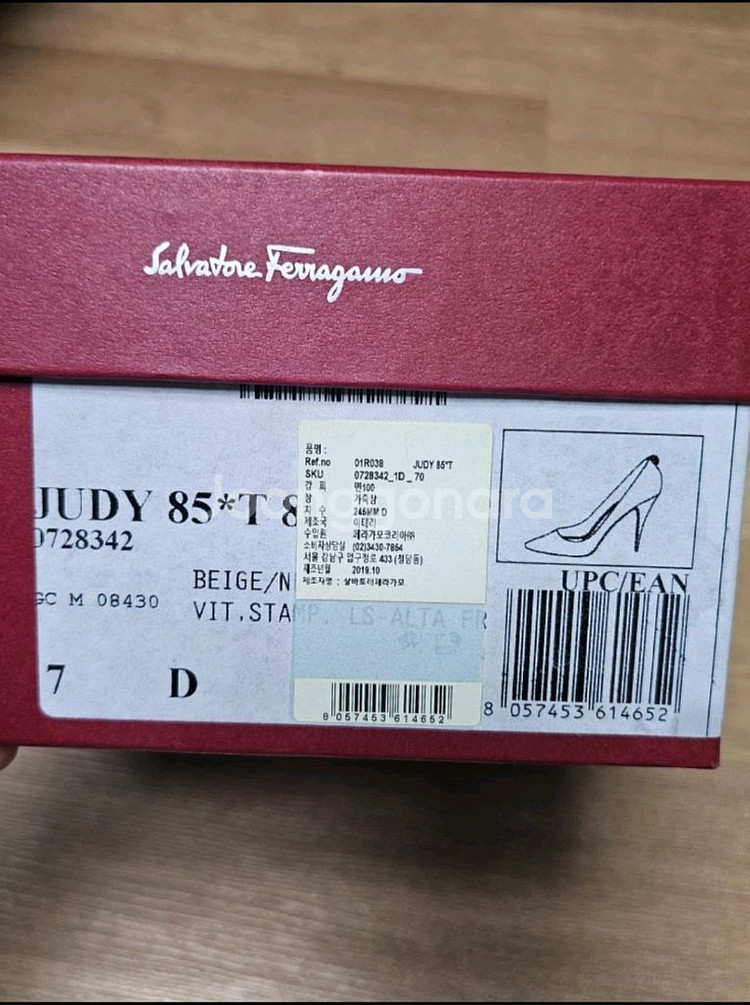 Salvatore Ferragamo
JUDY 85*T 8
0728342
BEIGE/N
GC M 08430
VIT.STAMP. LS-ALTA FR
7 D
품명 :
Ref.no 01R038 JUDY 85*T
SKU 0728342_1D _ 70
갑 피 면100
창 가죽창
치 수 245MM D
제조국 이태리
수입원 페라가모코리아㈜
소비자상담실 (02)3430-7854
서울 강남구 압구정로 433 (청담동)
제조년월 2019.10
제조자명 : 살바토레페라가모
8 057453 614652
UPC/EAN
8 057453 614652
joonggonara